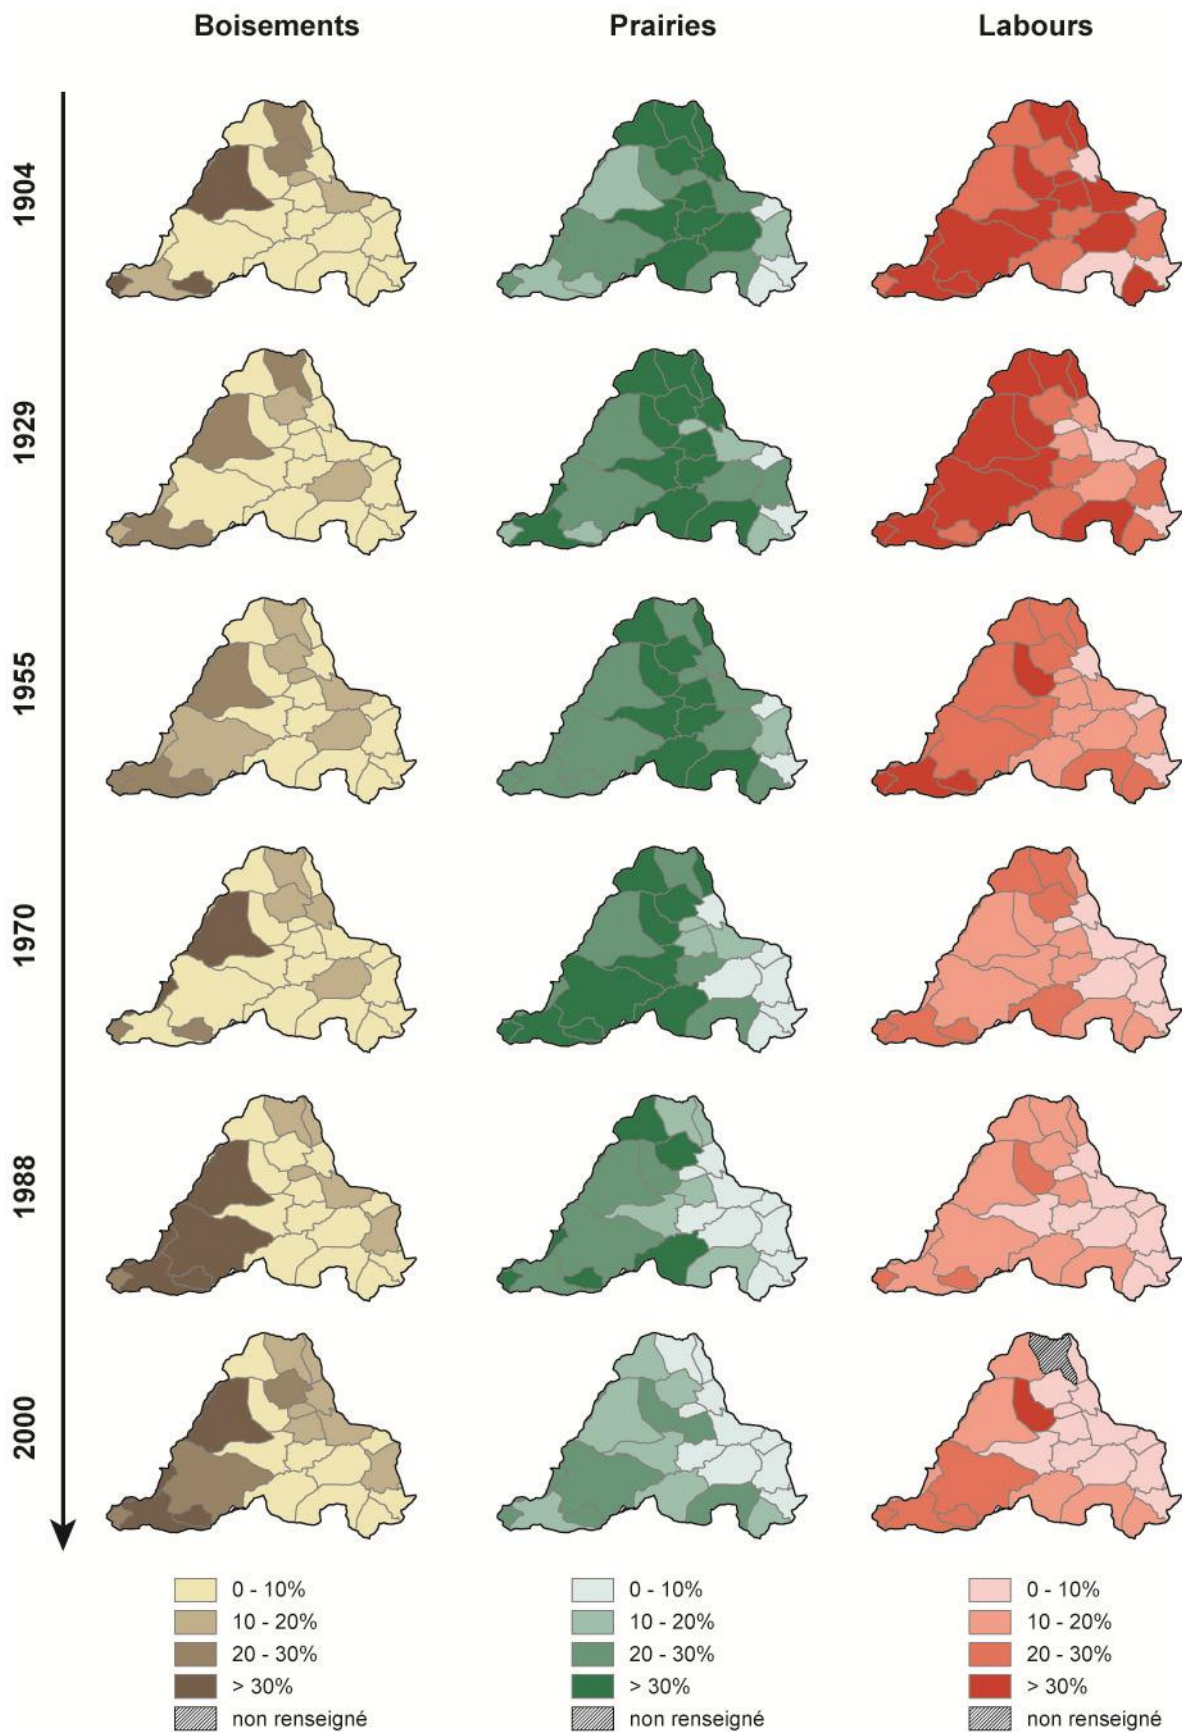 Boisements Prairies Labours
1904
1929
1955
1970
1988
2000
0 - 10% 0 - 10% 0 - 10%
10 - 20% 10 - 20% 10 - 20%
20 - 30% 20 - 30% 20 - 30%
> 30% > 30% > 30%
non renseigné non renseigné non renseigné